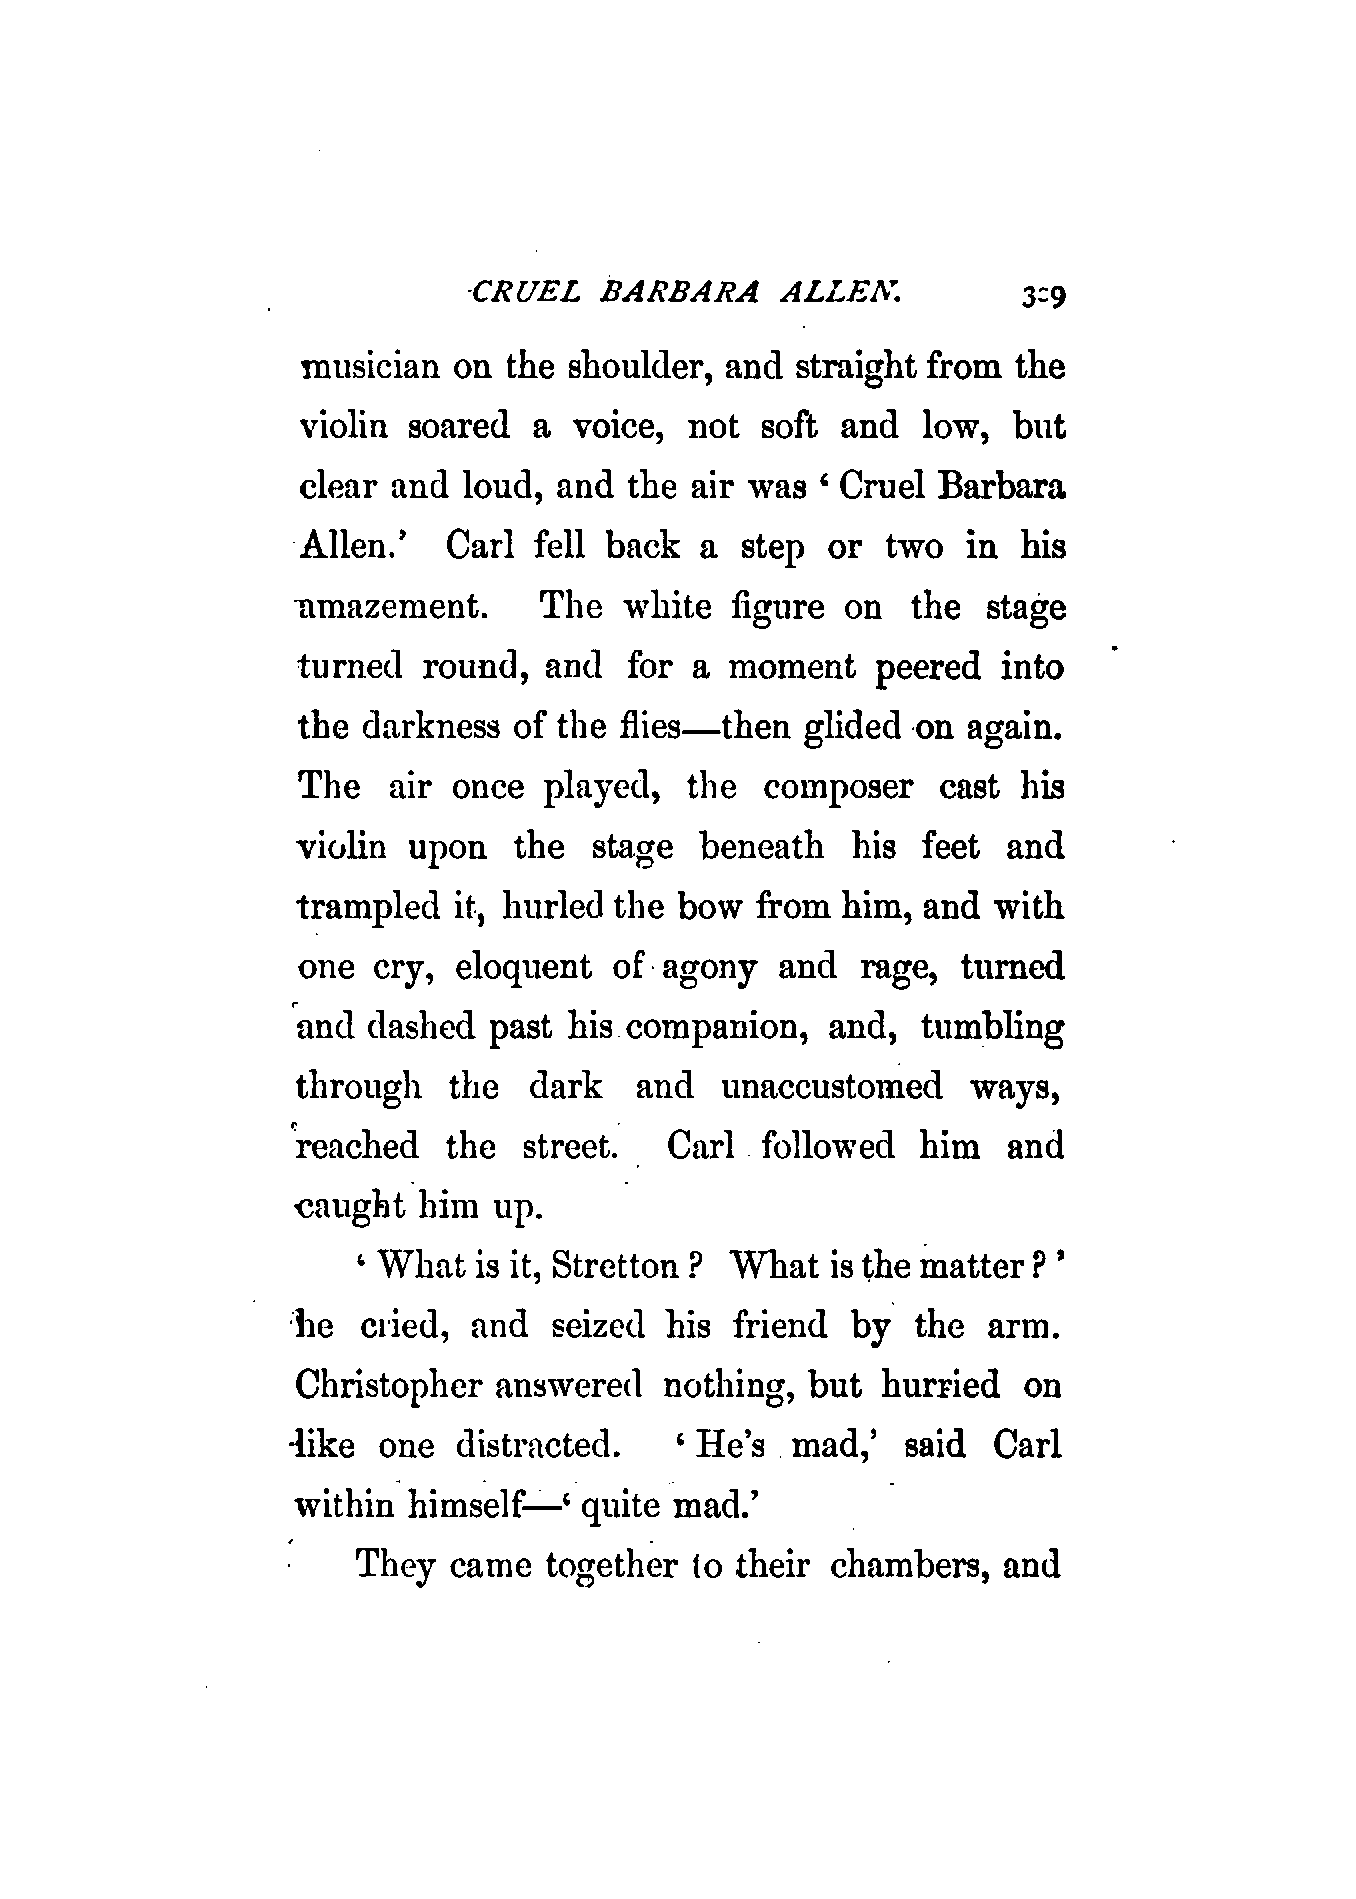 CRUEL BARBARA ALLEN.
musician on the shoulder, and straight from the
violin soared a voice, not soft and low, but
clear and loud, and the air was ‘ Cruel Barbara
Allen.’ Carl fell back a step or two in his
amazement. The white figure on the stage
turned round, and for a moment peered into
the darkness of the flies—then glided on again.
The air once played, the composer cast his
violin upon the stage beneath his feet and
trampled it, hurled the bow from him, and with
one cry, eloquent of agony and rage, turned
and dashed past his companion, and, tumbling
through the dark and unaccustomed ways,
reached the street. Carl followed him and
caught him up.
‘ What is it, Stretton ? What is the matter ? ’
he cried, and seized his friend by the arm.
Christopher answered nothing, but hurried on
like one distracted. ‘ He’s mad,’ said Carl
within himself—‘ quite mad.’
They came together to their chambers, and